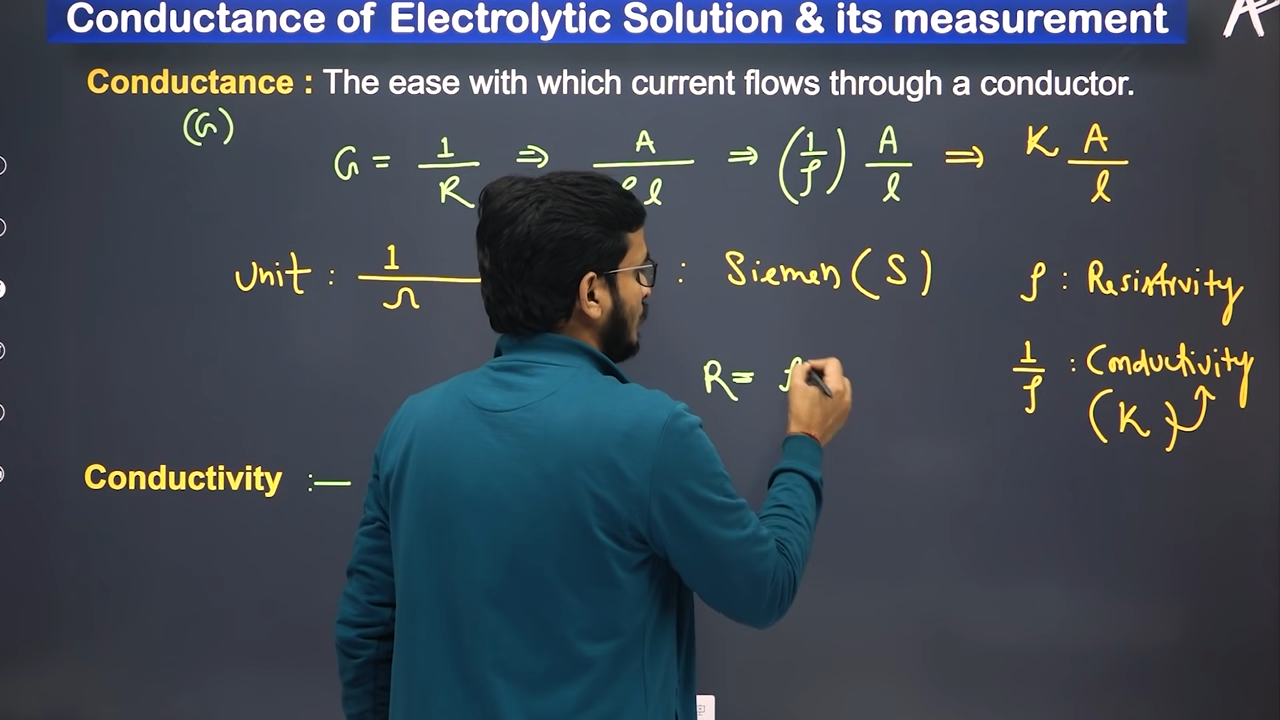 Conductance of Electrolytic Solution & its measurement
Conductance : The ease with which current flows through a conductor.
(G)
G = 1/R ⇒ A/ρl ⇒ (1/ρ) A/l ⇒ K A/l
Unit : 1/Ω : Siemen (S)
ρ : Resistivity
1/ρ : Conductivity
(K)
R = ρ
Conductivity :—